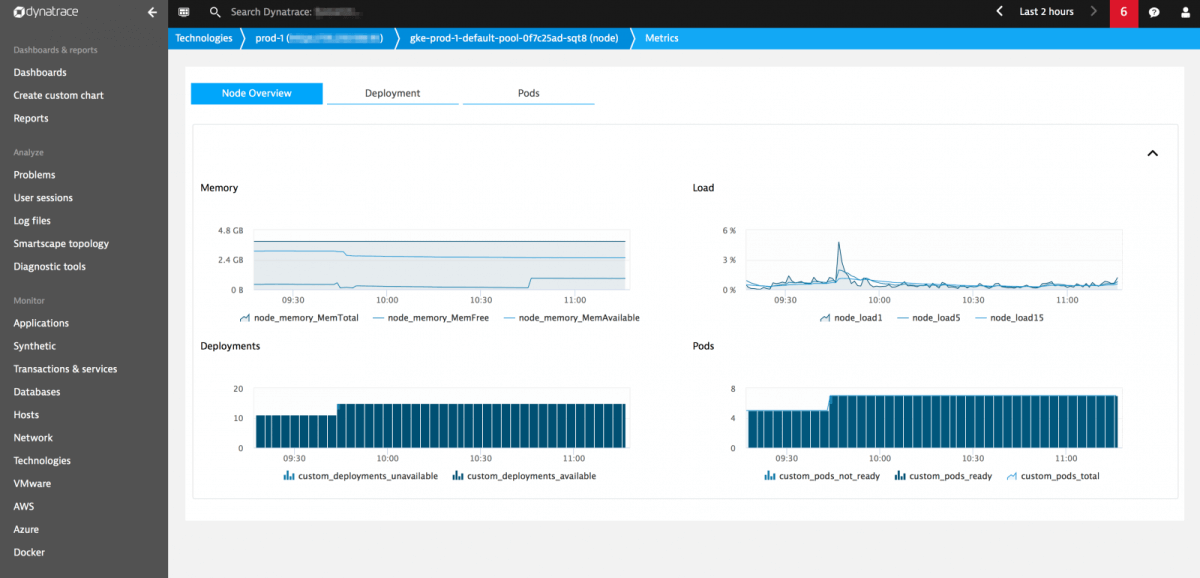 dynatrace
Search Dynatrace:
Last 2 hours
6
Technologies
prod-1 (
)
gke-prod-1-default-pool-0f7c25ad-sqt8 (node)
Metrics
Dashboards & reports
Dashboards
Create custom chart
Reports
Analyze
Problems
User sessions
Log files
Smartscape topology
Diagnostic tools
Monitor
Applications
Synthetic
Transactions & services
Databases
Hosts
Network
Technologies
VMware
AWS
Azure
Docker
Node Overview
Deployment
Pods
Memory
4.8 GB
2.4 GB
0 B
09:30 10:00 10:30 11:00
node_memory_MemTotal node_memory_MemFree node_memory_MemAvailable
Load
6 %
3 %
0 %
09:30 10:00 10:30 11:00
node_load1 node_load5 node_load15
Deployments
20
10
0
09:30 10:00 10:30 11:00
custom_deployments_unavailable custom_deployments_available
Pods
8
4
0
09:30 10:00 10:30 11:00
custom_pods_not_ready custom_pods_ready custom_pods_total